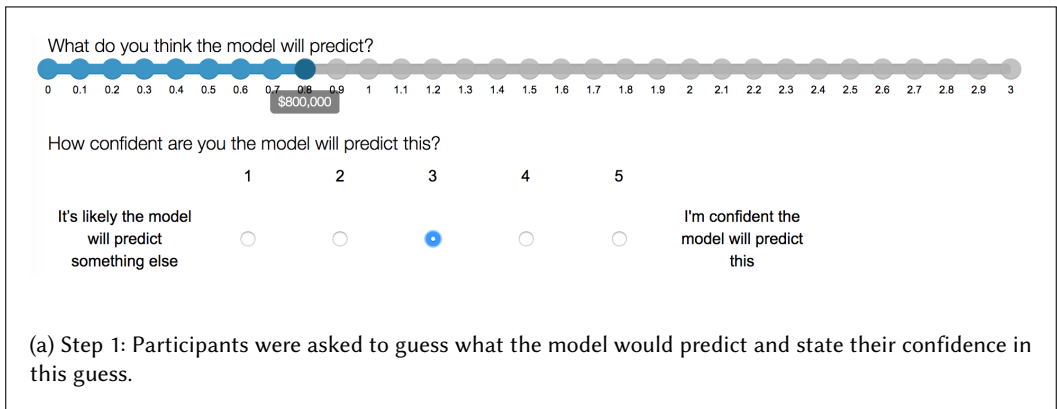 What do you think the model will predict?
0 0.1 0.2 0.3 0.4 0.5 0.6 0.7 0.8 0.9 1 1.1 1.2 1.3 1.4 1.5 1.6 1.7 1.8 1.9 2 2.1 2.2 2.3 2.4 2.5 2.6 2.7 2.8 2.9 3
$800,000
How confident are you the model will predict this?
1 2 3 4 5
It's likely the model
will predict
something else
I'm confident the
model will predict
this
(a) Step 1: Participants were asked to guess what the model would predict and state their confidence in
this guess.